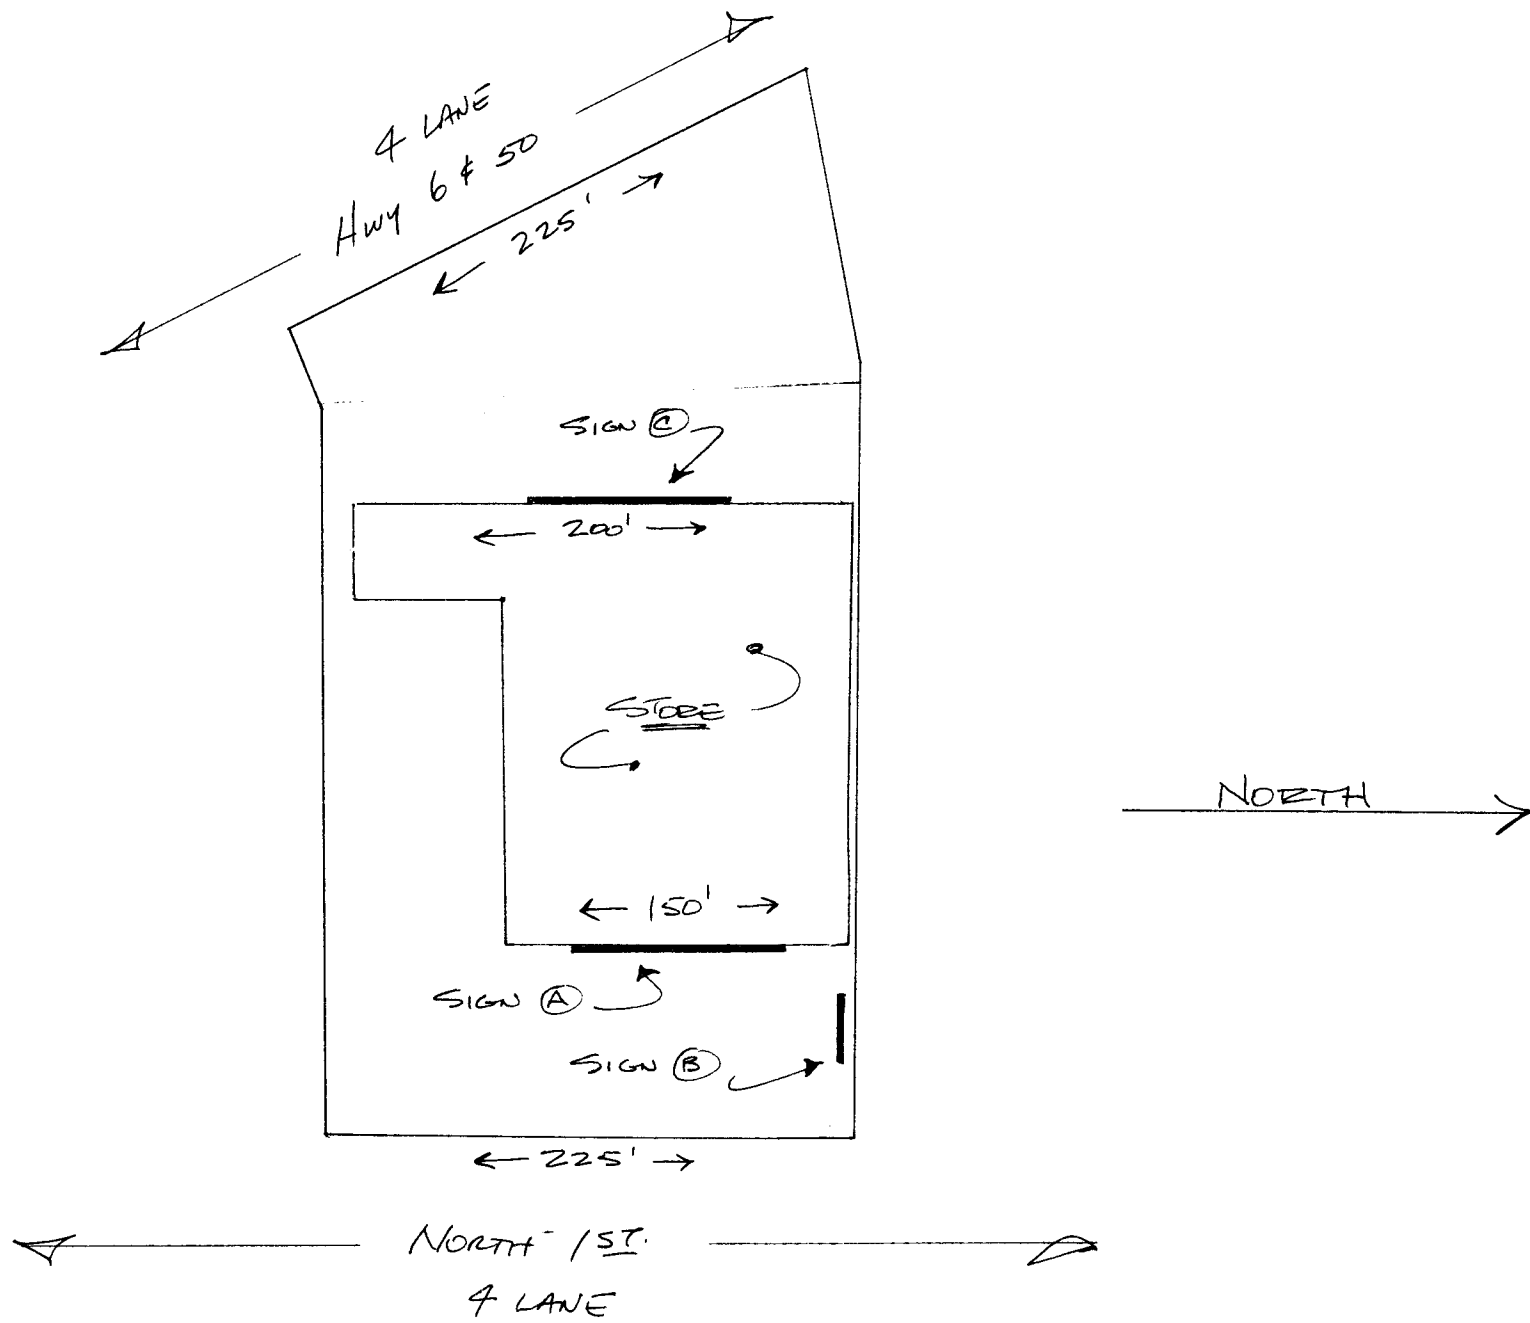 4 LANE
Hwy 6 & 50
225'
SIGN C
200'
STORE
NORTH
150'
SIGN A
SIGN B
225'
NORTH 1ST.
4 LANE